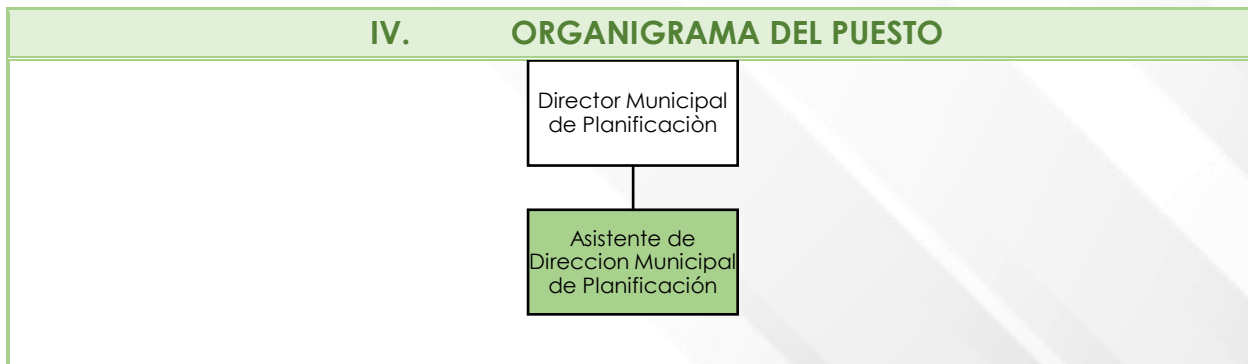 IV. ORGANIGRAMA DEL PUESTO
Director Municipal
de Planificaciòn
Asistente de
Direccion Municipal
de Planificación